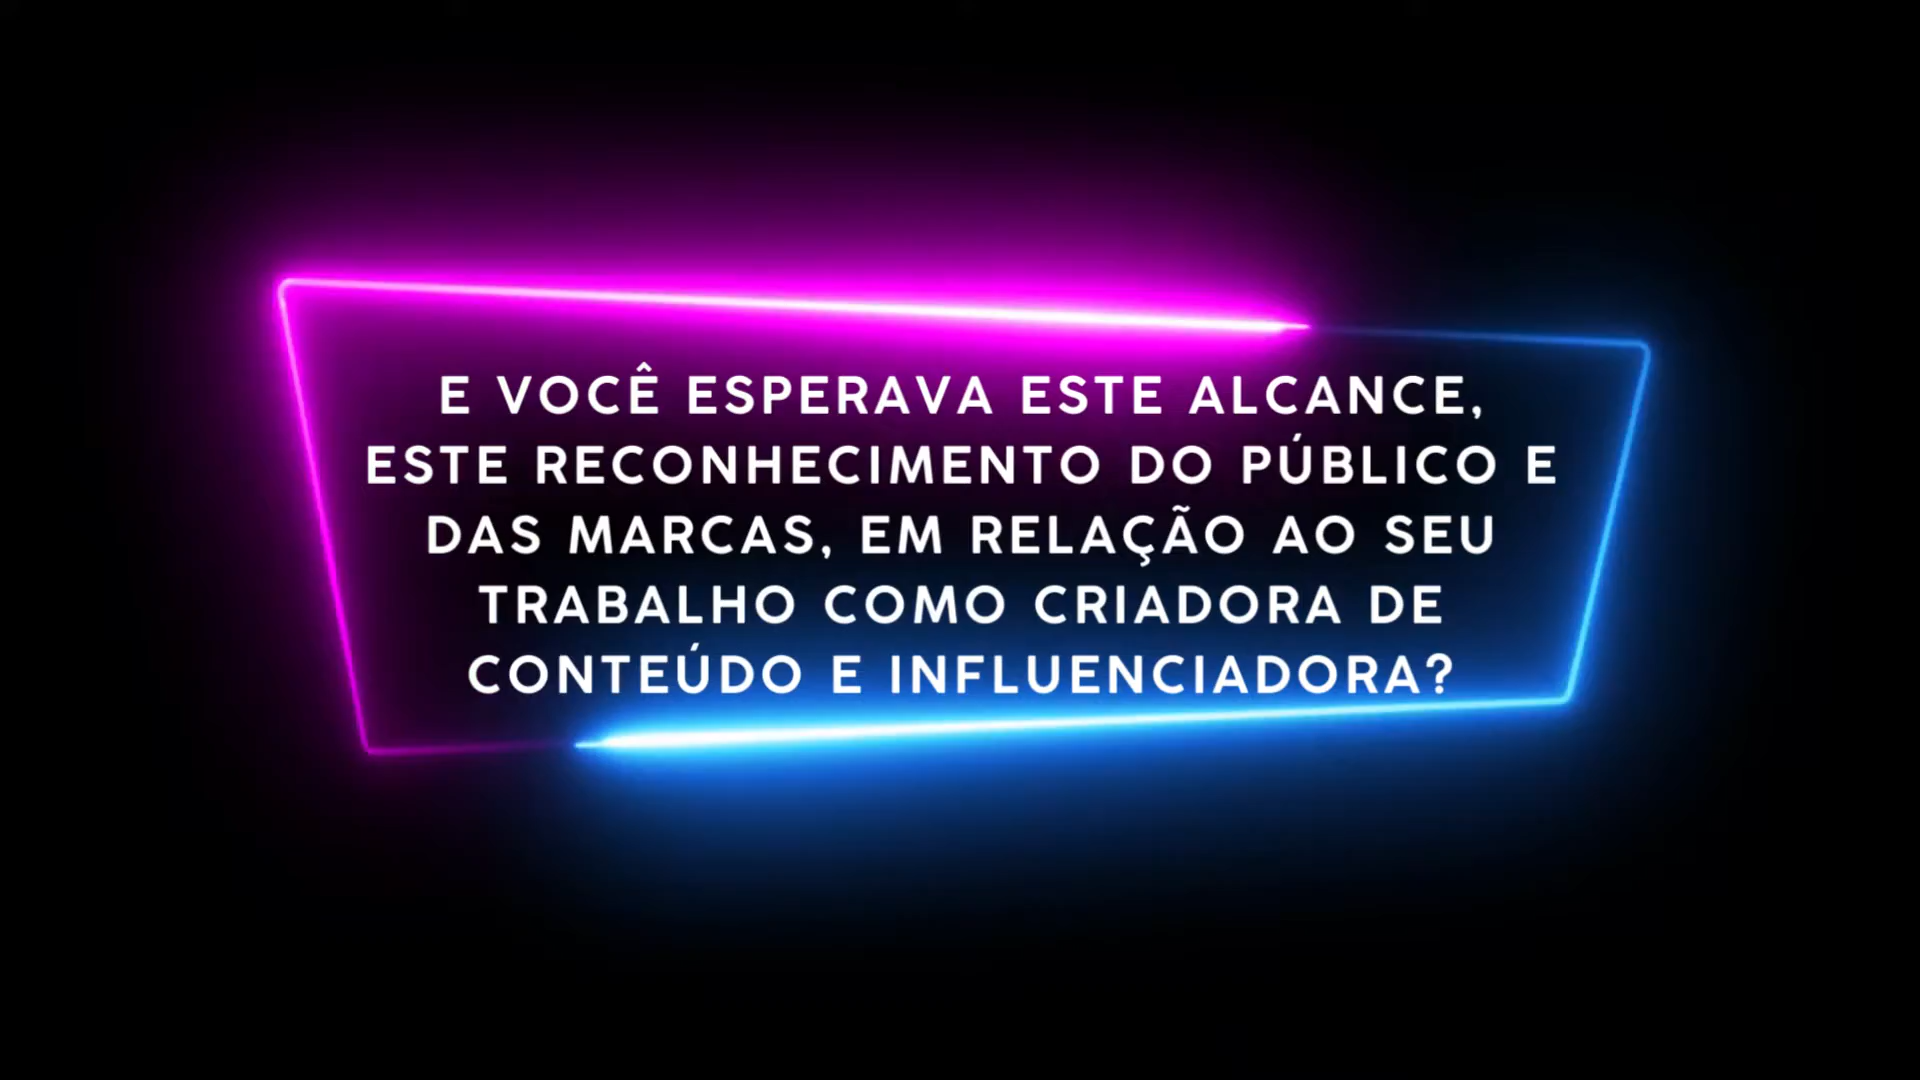 E VOCÊ ESPERAVA ESTE ALCANCE,
ESTE RECONHECIMENTO DO PÚBLICO E
DAS MARCAS, EM RELAÇÃO AO SEU
TRABALHO COMO CRIADORA DE
CONTEÚDO E INFLUENCIADORA?